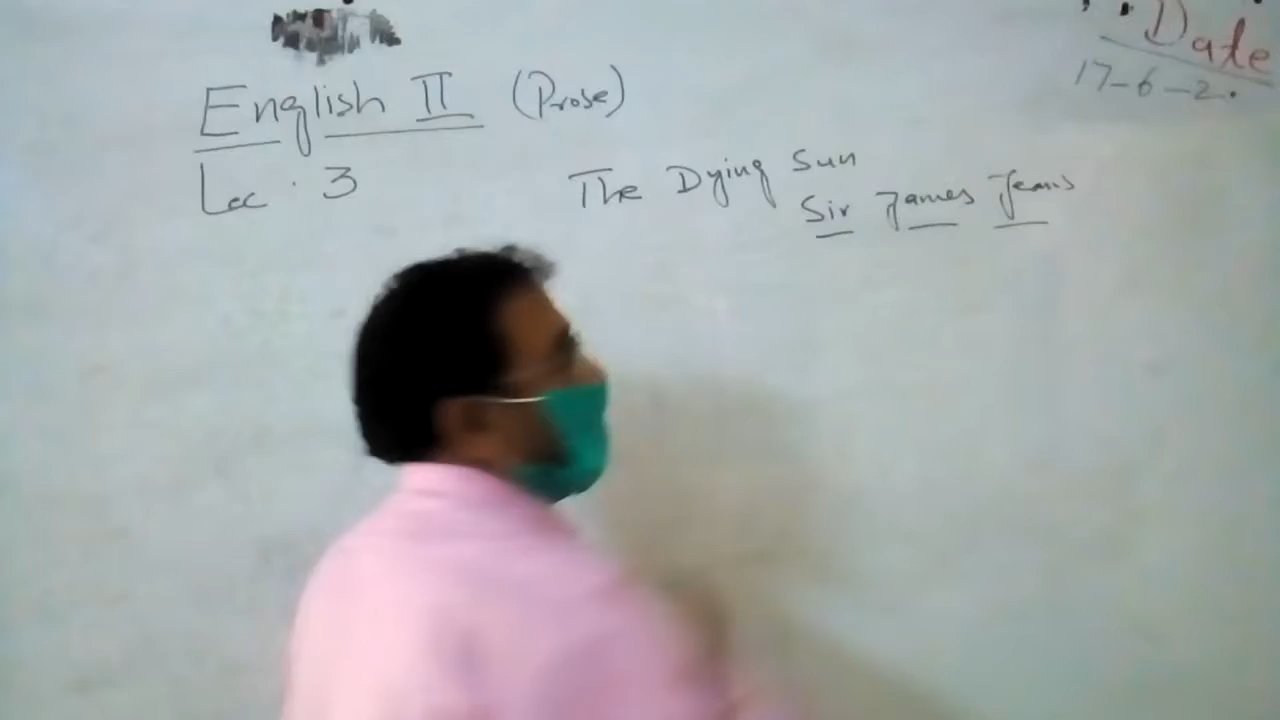 Date
17-6-2.
English II (Prose)
Lec. 3
The Dying Sun
Sir James Jeans